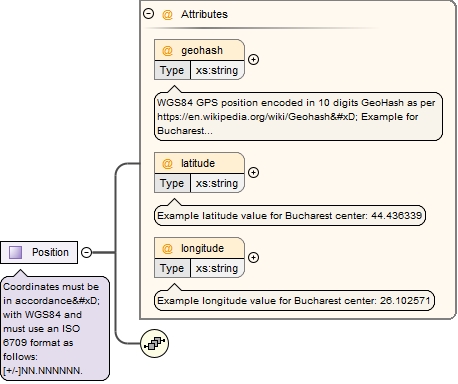 Attributes
geohash
Type xs:string
WGS84 GPS position encoded in 10 digits GeoHash as per
https://en.wikipedia.org/wiki/Geohash&#xD; Example for
Bucharest...
latitude
Type xs:string
Example latitude value for Bucharest center: 44.436339
longitude
Type xs:string
Example longitude value for Bucharest center: 26.102571
Position
Coordinates must be
in accordance&#xD;
with WGS84 and
must use an ISO
6709 format as
follows:
[+/-]NN.NNNNNN.